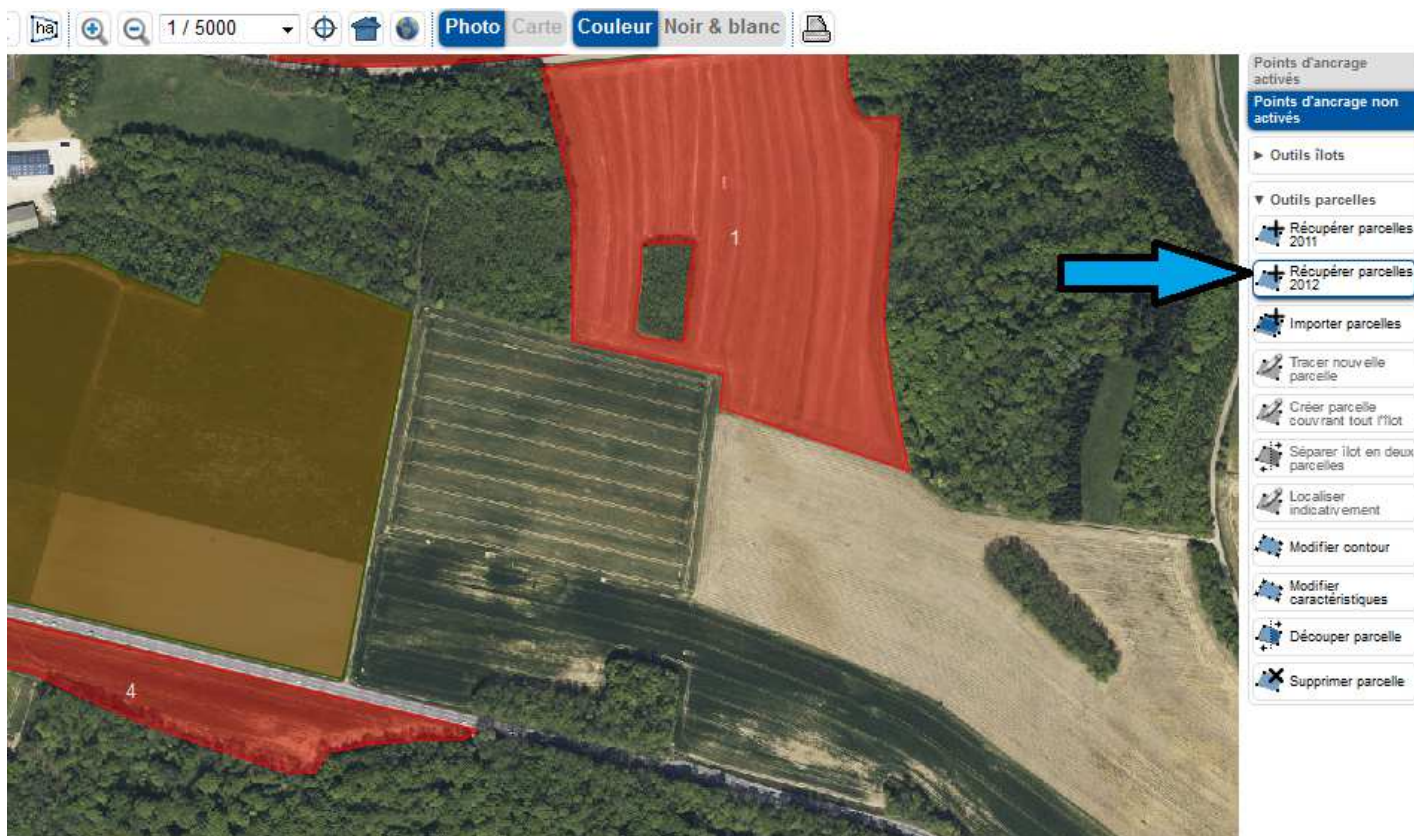 ha
1 / 5000
Photo Carte Couleur Noir & blanc
Points d'ancrage
activés
Points d'ancrage non
activés
Outils îlots
Outils parcelles
Récupérer parcelles
2011
Récupérer parcelles
2012
Importer parcelles
Tracer nouvelle
parcelle
Créer parcelle
couvrant tout l'îlot
Séparer îlot en deux
parcelles
Localiser
indicativement
Modifier contour
Modifier
caractéristiques
Découper parcelle
Supprimer parcelle
1
4